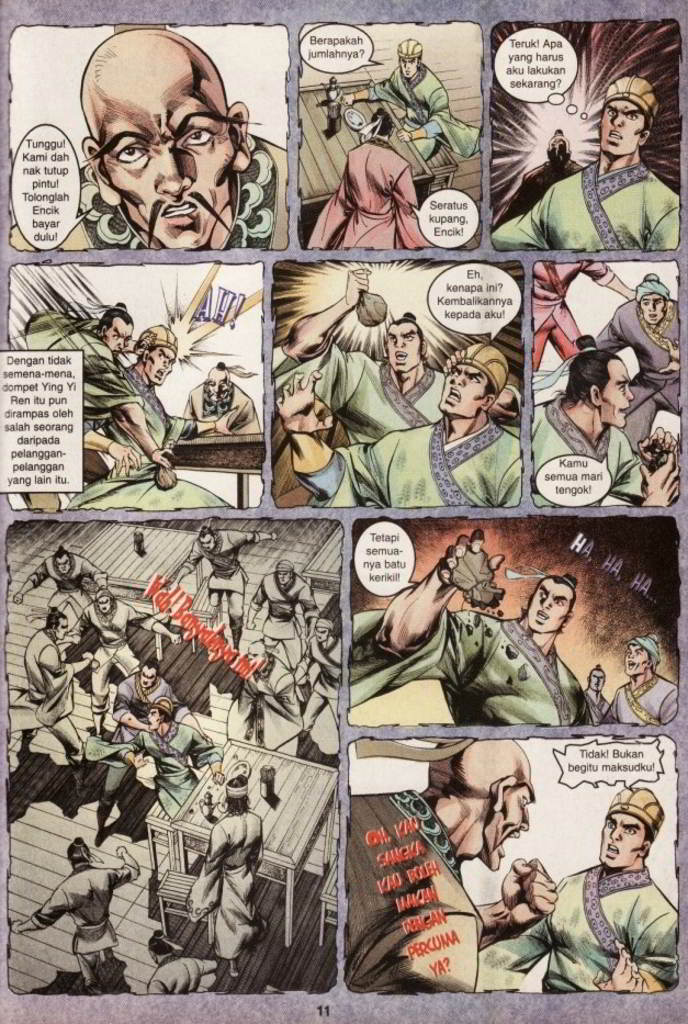 Tunggu!
Kami dah
nak tutup
pintu!
Tolonglah
Encik
bayar
dulu!
Berapakah
jumlahnya?
Seratus
kupang,
Encik!
Teruk! Apa
yang harus
aku lakukan
sekarang?
AH!
Dengan tidak
semena-mena,
dompet Ying Yi
Ren itu pun
dirampas oleh
salah seorang
daripada
pelanggan-
pelanggan
yang lain itu.
Eh,
kenapa ini?
Kembalikannya
kepada aku!
Kamu
semua mari
tengok!
Wah! Banyaknya ini!
Tetapi
semua-
nya batu
kerikil!
HA, HA, HA...
OH, KAU
SANGKA
KAU BOLEH
MAKAN
DENGAN
PERCUMA
YA?
Tidak! Bukan
begitu maksudku!
11